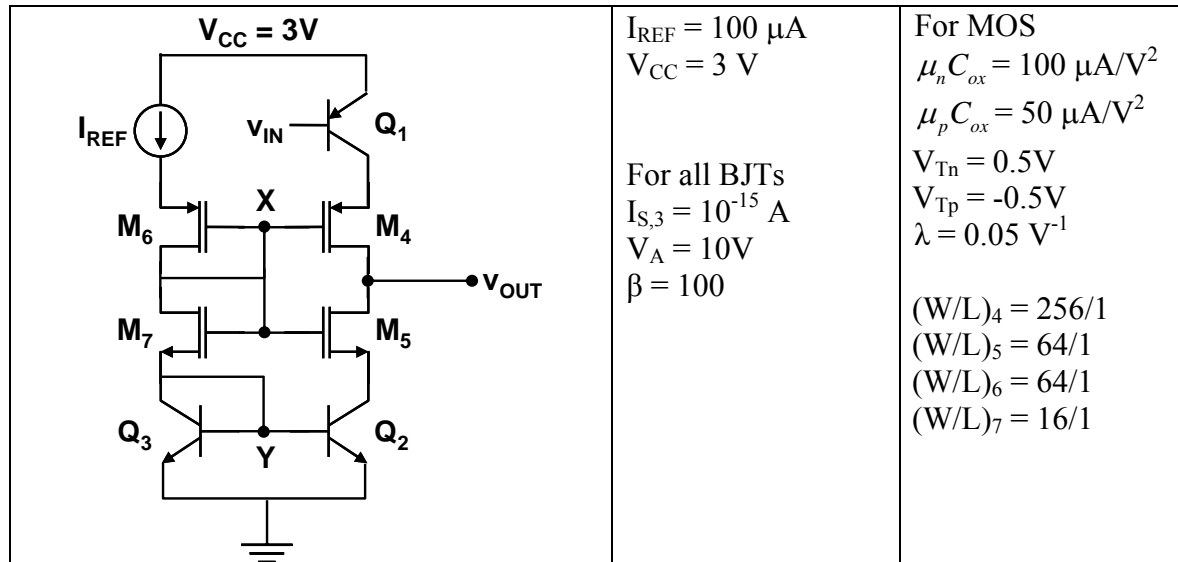 V_CC = 3V
I_REF
v_IN
Q_1
X
M_6
M_4
v_OUT
M_7
M_5
Q_3
Q_2
Y
I_REF = 100 μA
V_CC = 3 V
For all BJTs
I_S,3 = 10^-15 A
V_A = 10V
β = 100
For MOS
μ_nC_ox = 100 μA/V^2
μ_pC_ox = 50 μA/V^2
V_Tn = 0.5V
V_Tp = -0.5V
λ = 0.05 V^-1
(W/L)_4 = 256/1
(W/L)_5 = 64/1
(W/L)_6 = 64/1
(W/L)_7 = 16/1